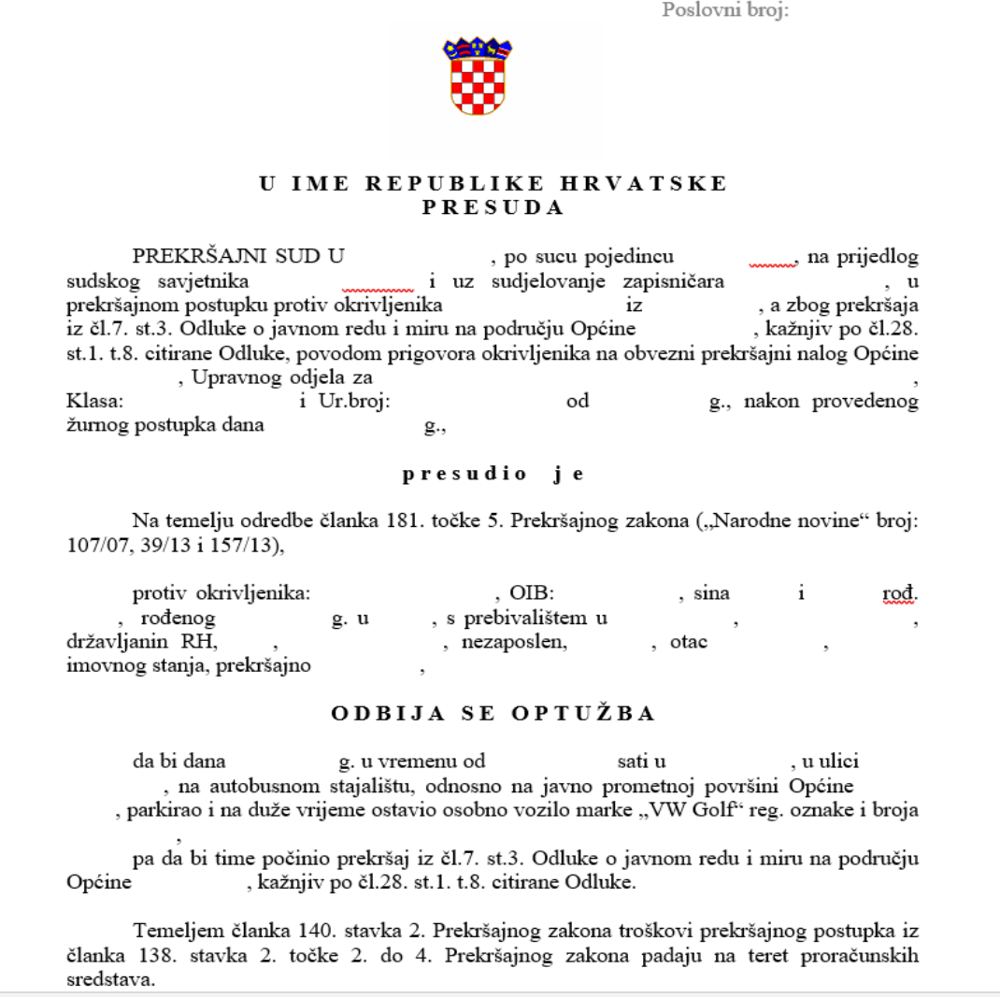 Poslovni broj:
U IME REPUBLIKE HRVATSKE
PRESUDA
PREKRŠAJNI SUD U , po sucu pojedincu , na prijedlog
sudskog savjetnika i uz sudjelovanje zapisničara , u
prekršajnom postupku protiv okrivljenika iz , a zbog prekršaja
iz čl.7. st.3. Odluke o javnom redu i miru na području Općine , kažnjiv po čl.28.
st.1. t.8. citirane Odluke, povodom prigovora okrivljenika na obvezni prekršajni nalog Općine
, Upravnog odjela za ,
Klasa: i Ur.broj: od g., nakon provedenog
žurnog postupka dana g.,
presudio je
Na temelju odredbe članka 181. točke 5. Prekršajnog zakona („Narodne novine“ broj:
107/07, 39/13 i 157/13),
protiv okrivljenika: , OIB: , sina i rođ.
, rođenog g. u , s prebivalištem u , ,
državljanin RH, , , nezaposlen, , otac ,
imovnog stanja, prekršajno ,
ODBIJA SE OPTUŽBA
da bi dana g. u vremenu od sati u , u ulici
, na autobusnom stajalištu, odnosno na javno prometnoj površini Općine
, parkirao i na duže vrijeme ostavio osobno vozilo marke „VW Golf“ reg. oznake i broja
,
pa da bi time počinio prekršaj iz čl.7. st.3. Odluke o javnom redu i miru na području
Općine , kažnjiv po čl.28. st.1. t.8. citirane Odluke.
Temeljem članka 140. stavka 2. Prekršajnog zakona troškovi prekršajnog postupka iz
članka 138. stavka 2. točke 2. do 4. Prekršajnog zakona padaju na teret proračunskih
sredstava.